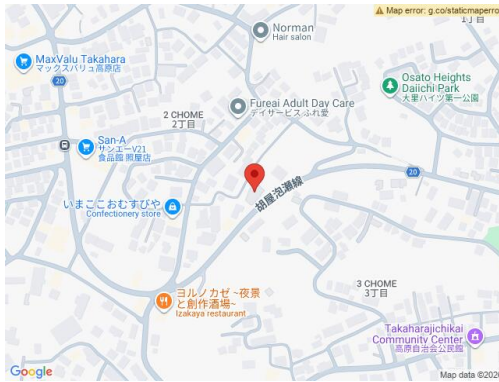 Map error: g.co/staticmaperro
1丁目
Norman
Hair salon
MaxValu Takahara
マックスバリュ高原店
20
Osato Heights
Daiichi Park
大里ハイツ第一公園
Fureai Adult Day Care
デイサービス ふれ愛
2 CHOME
2丁目
San-A
サンエーV21
食品館 照屋店
20
胡屋泡瀬線
いまここおむすびや
Confectionery store
3 CHOME
3丁目
ヨルノカゼ ~夜景
と創作酒場~
Izakaya restaurant
Takaharajichikai
Community Center
高原自治会公民館
Google
Map data ©202